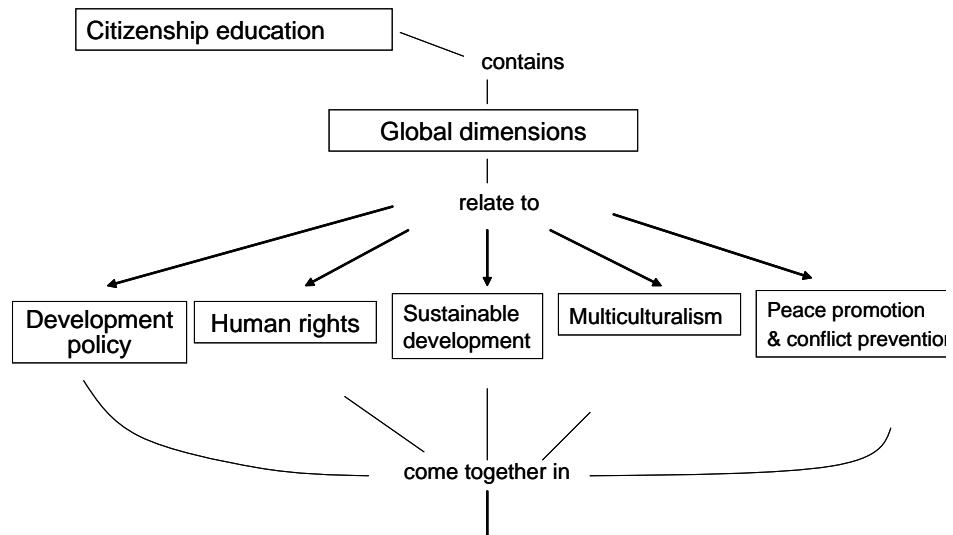 Citizenship education
contains
Global dimensions
relate to
Development
policy
Human rights
Sustainable
development
Multiculturalism
Peace promotion
& conflict prevention
come together in